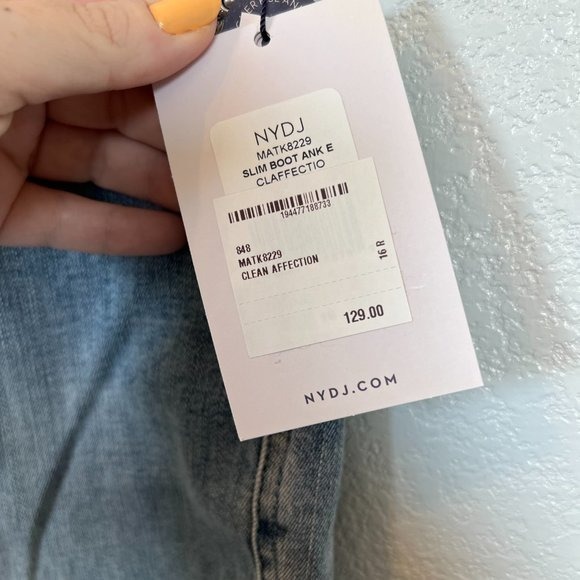 NYDJ
MATK8229
SLIM BOOT ANK E
CLAFFECTIO
194477188733
848
MATK8229
CLEAN AFFECTION
16 R
129.00
NYDJ.COM